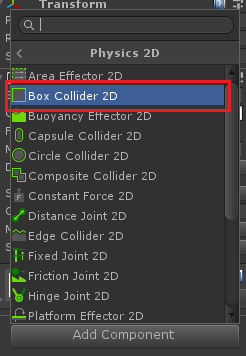 Transform
Physics 2D
Area Effector 2D
Box Collider 2D
Buoyancy Effector 2D
Capsule Collider 2D
Circle Collider 2D
Composite Collider 2D
Constant Force 2D
Distance Joint 2D
Edge Collider 2D
Fixed Joint 2D
Friction Joint 2D
Hinge Joint 2D
Platform Effector 2D
Add Component